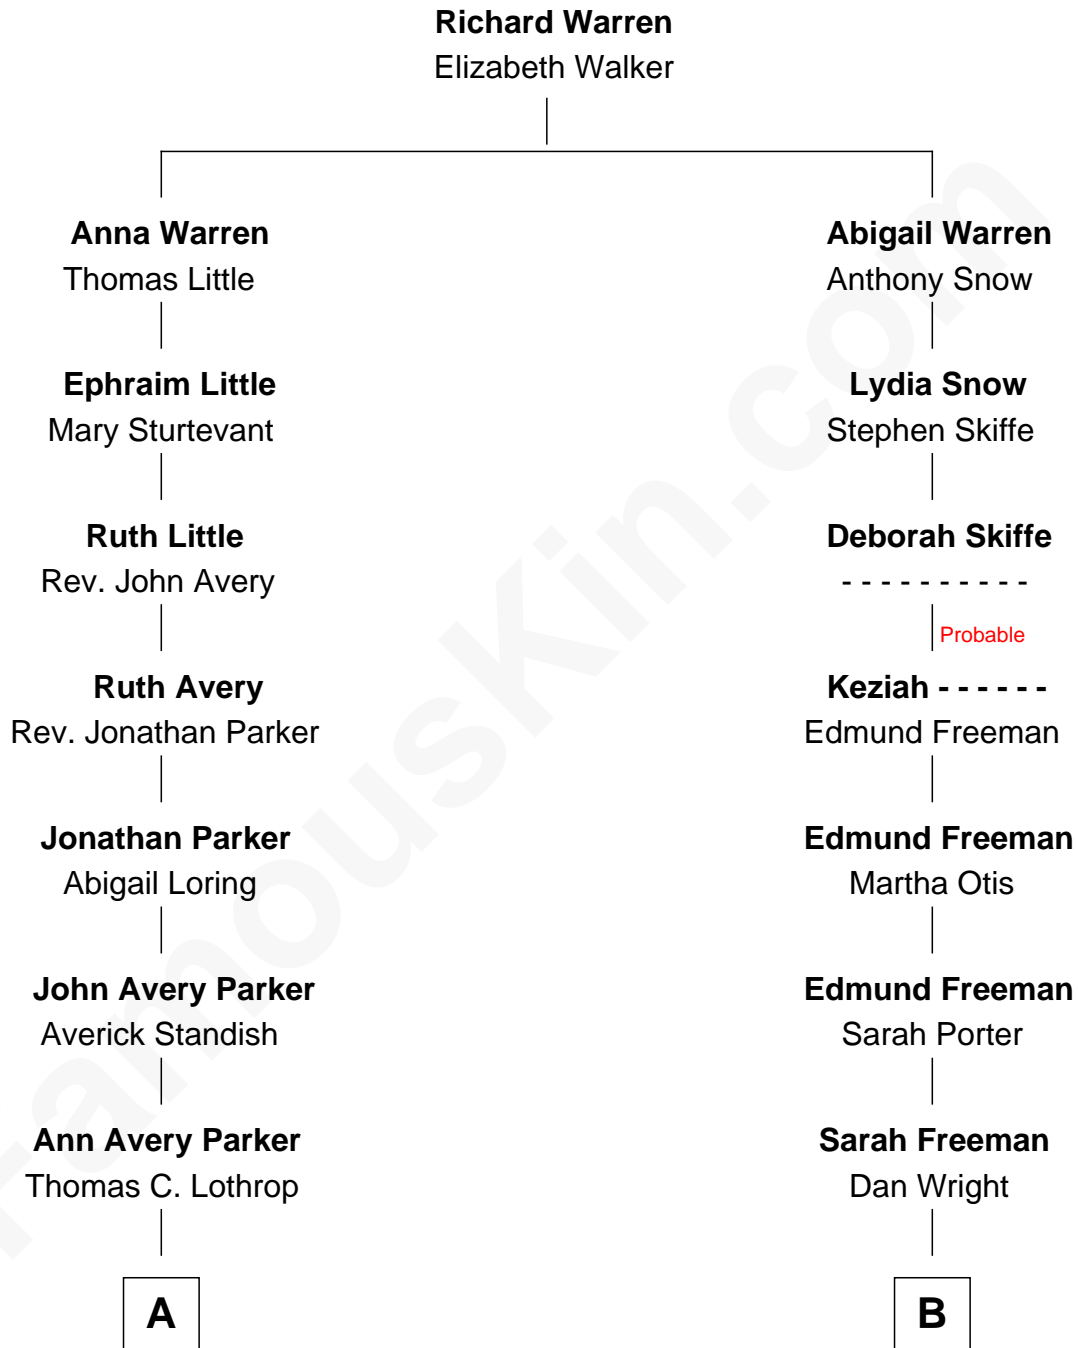 Richard Warren
Elizabeth Walker
Anna Warren
Thomas Little
Abigail Warren
Anthony Snow
Ephraim Little
Mary Sturtevant
Lydia Snow
Stephen Skiffe
Ruth Little
Rev. John Avery
Deborah Skiffe
- - - - - - - - - -
Probable
Ruth Avery
Rev. Jonathan Parker
Keziah - - - - - -
Edmund Freeman
Jonathan Parker
Abigail Loring
Edmund Freeman
Martha Otis
John Avery Parker
Averick Standish
Edmund Freeman
Sarah Porter
Ann Avery Parker
Thomas C. Lothrop
Sarah Freeman
Dan Wright
A
B
FamousKin.com